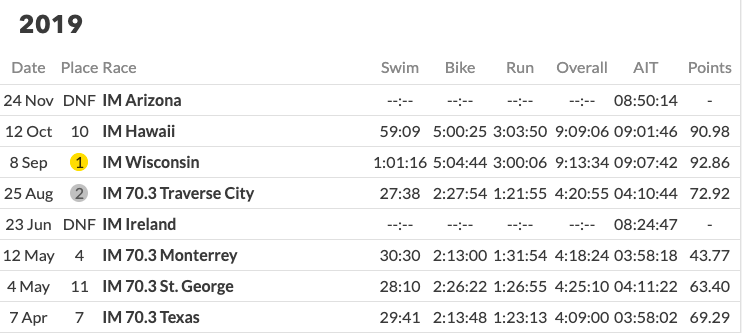 2019
Date Place Race Swim Bike Run Overall AIT Points
24 Nov DNF IM Arizona --:-- --:-- --:-- --:-- 08:50:14 -
12 Oct 10 IM Hawaii 59:09 5:00:25 3:03:50 9:09:06 09:01:46 90.98
8 Sep 1 IM Wisconsin 1:01:16 5:04:44 3:00:06 9:13:34 09:07:42 92.86
25 Aug 2 IM 70.3 Traverse City 27:38 2:27:54 1:21:55 4:20:55 04:10:44 72.92
23 Jun DNF IM Ireland --:-- --:-- --:-- --:-- 08:24:47 -
12 May 4 IM 70.3 Monterrey 30:30 2:13:00 1:31:54 4:18:24 03:58:18 43.77
4 May 11 IM 70.3 St. George 28:10 2:26:22 1:26:55 4:25:10 04:11:22 63.40
7 Apr 7 IM 70.3 Texas 29:41 2:13:48 1:23:13 4:09:00 03:58:02 69.29